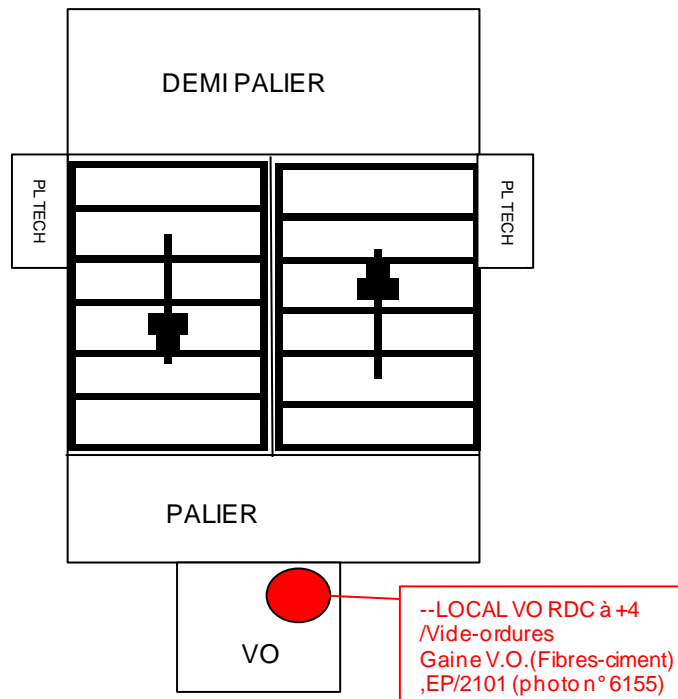 DEMI PALIER
PL TECH
PL TECH
PALIER
VO
--LOCAL VO RDC à +4
/Vide-ordures
Gaine V.O.(Fibres-ciment)
,EP/2101 (photo n° 6155)